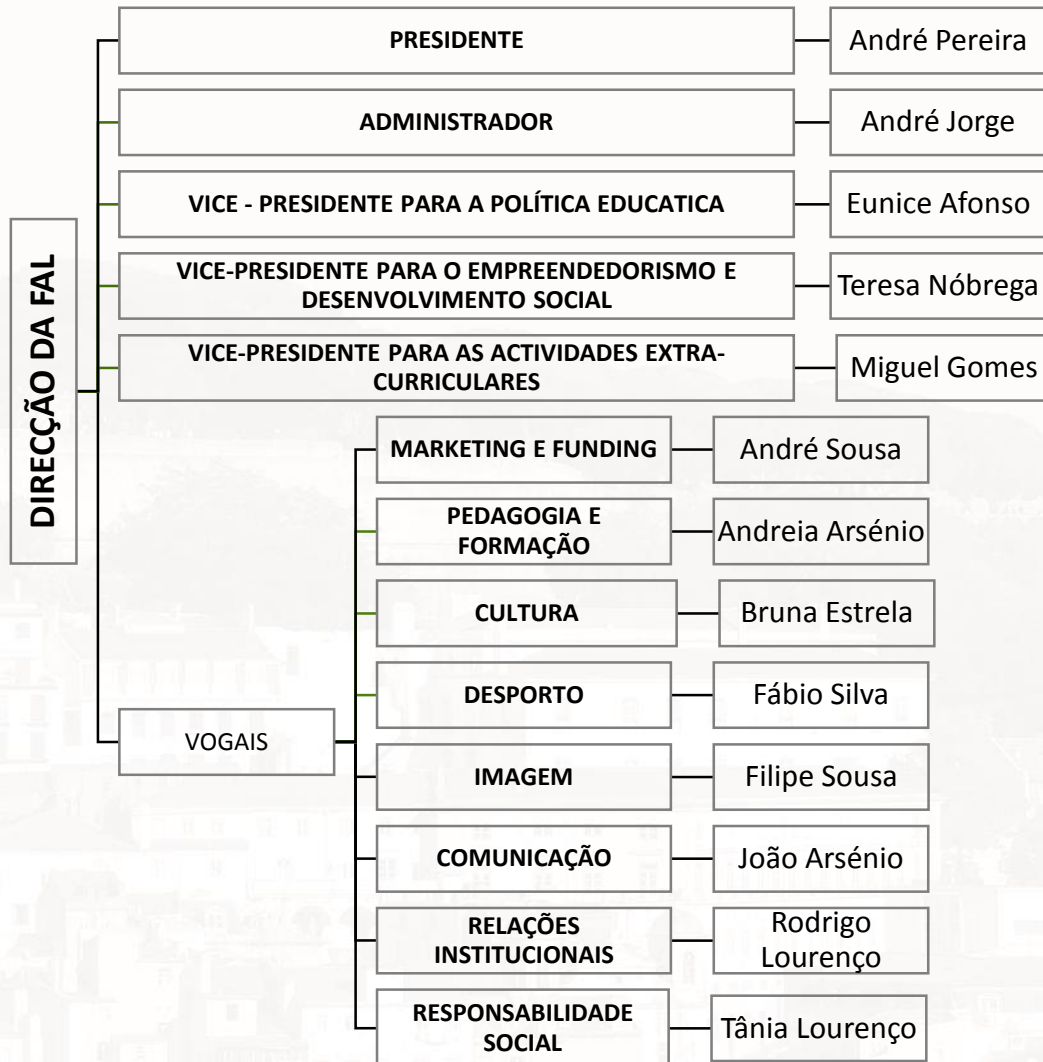 DIRECÇÃO DA FAL
PRESIDENTE
André Pereira
ADMINISTRADOR
André Jorge
VICE - PRESIDENTE PARA A POLÍTICA EDUCATICA
Eunice Afonso
VICE-PRESIDENTE PARA O EMPREENDEDORISMO E
DESENVOLVIMENTO SOCIAL
Teresa Nóbrega
VICE-PRESIDENTE PARA AS ACTIVIDADES EXTRA-
CURRICULARES
Miguel Gomes
VOGAIS
MARKETING E FUNDING
André Sousa
PEDAGOGIA E
FORMAÇÃO
Andreia Arsénio
CULTURA
Bruna Estrela
DESPORTO
Fábio Silva
IMAGEM
Filipe Sousa
COMUNICAÇÃO
João Arsénio
RELAÇÕES
INSTITUCIONAIS
Rodrigo
Lourenço
RESPONSABILIDADE
SOCIAL
Tânia Lourenço